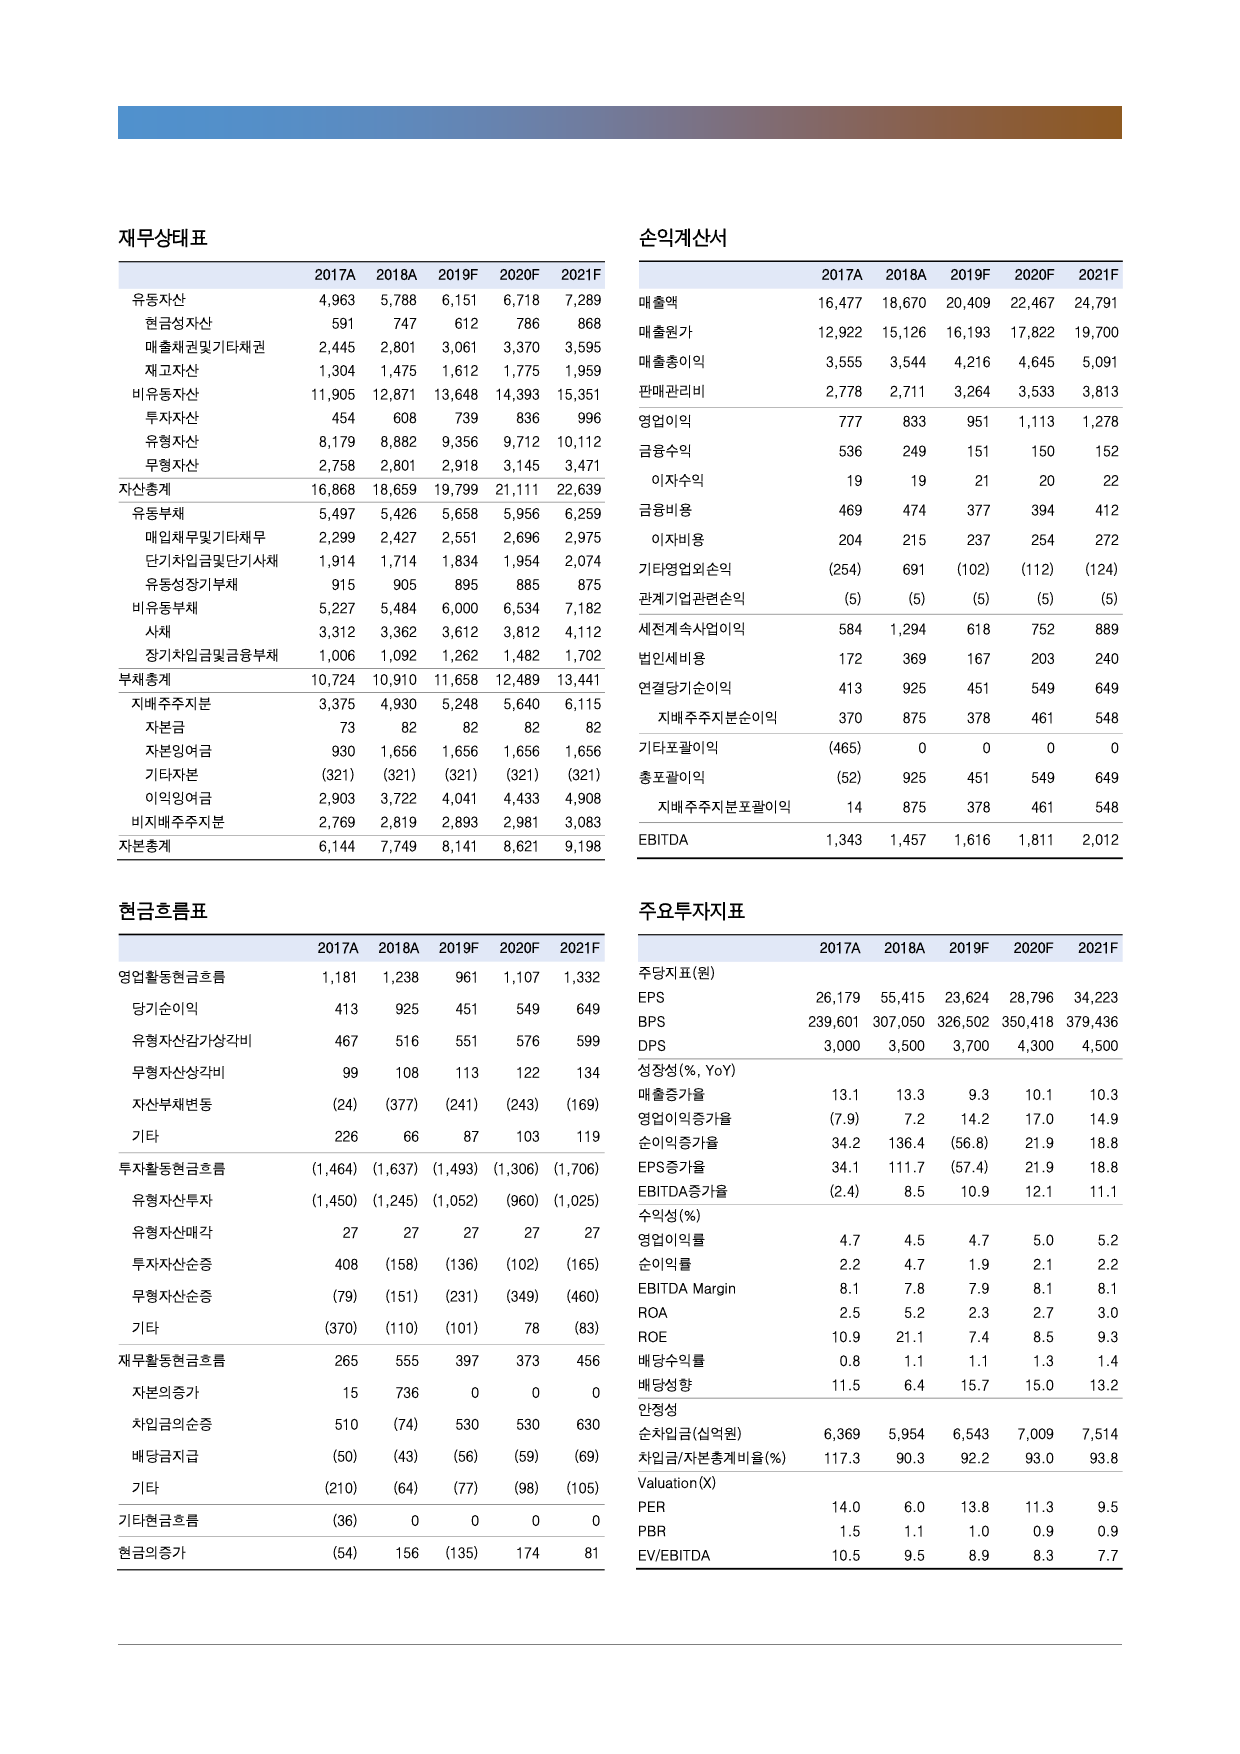 재무상태표
2017A 2018A 2019F 2020F 2021F
유동자산 4,963 5,788 6,151 6,718 7,289
현금성자산 591 747 612 786 868
매출채권및기타채권 2,445 2,801 3,061 3,370 3,595
재고자산 1,304 1,475 1,612 1,775 1,959
비유동자산 11,905 12,871 13,648 14,393 15,351
투자자산 454 608 739 836 996
유형자산 8,179 8,882 9,356 9,712 10,112
무형자산 2,758 2,801 2,918 3,145 3,471
자산총계 16,868 18,659 19,799 21,111 22,639
유동부채 5,497 5,426 5,658 5,956 6,259
매입채무및기타채무 2,299 2,427 2,551 2,696 2,975
단기차입금및단기사채 1,914 1,714 1,834 1,954 2,074
유동성장기부채 915 905 895 885 875
비유동부채 5,227 5,484 6,000 6,534 7,182
사채 3,312 3,362 3,612 3,812 4,112
장기차입금및금융부채 1,006 1,092 1,262 1,482 1,702
부채총계 10,724 10,910 11,658 12,489 13,441
지배주주지분 3,375 4,930 5,248 5,640 6,115
자본금 73 82 82 82 82
자본잉여금 930 1,656 1,656 1,656 1,656
기타자본 (321) (321) (321) (321) (321)
이익잉여금 2,903 3,722 4,041 4,433 4,908
비지배주주지분 2,769 2,819 2,893 2,981 3,083
자본총계 6,144 7,749 8,141 8,621 9,198
손익계산서
2017A 2018A 2019F 2020F 2021F
매출액 16,477 18,670 20,409 22,467 24,791
매출원가 12,922 15,126 16,193 17,822 19,700
매출총이익 3,555 3,544 4,216 4,645 5,091
판매관리비 2,778 2,711 3,264 3,533 3,813
영업이익 777 833 951 1,113 1,278
금융수익 536 249 151 150 152
이자수익 19 19 21 20 22
금융비용 469 474 377 394 412
이자비용 204 215 237 254 272
기타영업외손익 (254) 691 (102) (112) (124)
관계기업관련손익 (5) (5) (5) (5) (5)
세전계속사업이익 584 1,294 618 752 889
법인세비용 172 369 167 203 240
연결당기순이익 413 925 451 549 649
지배주주지분순이익 370 875 378 461 548
기타포괄이익 (465) 0 0 0 0
총포괄이익 (52) 925 451 549 649
지배주주지분포괄이익 14 875 378 461 548
EBITDA 1,343 1,457 1,616 1,811 2,012
현금흐름표
2017A 2018A 2019F 2020F 2021F
영업활동현금흐름 1,181 1,238 961 1,107 1,332
당기순이익 413 925 451 549 649
유형자산감가상각비 467 516 551 576 599
무형자산상각비 99 108 113 122 134
자산부채변동 (24) (377) (241) (243) (169)
기타 226 66 87 103 119
투자활동현금흐름 (1,464) (1,637) (1,493) (1,306) (1,706)
유형자산투자 (1,450) (1,245) (1,052) (960) (1,025)
유형자산매각 27 27 27 27 27
투자자산순증 408 (158) (136) (102) (165)
무형자산순증 (79) (151) (231) (349) (460)
기타 (370) (110) (101) 78 (83)
재무활동현금흐름 265 555 397 373 456
자본의증가 15 736 0 0 0
차입금의순증 510 (74) 530 530 630
배당금지급 (50) (43) (56) (59) (69)
기타 (210) (64) (77) (98) (105)
기타현금흐름 (36) 0 0 0 0
현금의증가 (54) 156 (135) 174 81
주요투자지표
2017A 2018A 2019F 2020F 2021F
주당지표(원)
EPS 26,179 55,415 23,624 28,796 34,223
BPS 239,601 307,050 326,502 350,418 379,436
DPS 3,000 3,500 3,700 4,300 4,500
성장성(%, YoY)
매출증가율 13.1 13.3 9.3 10.1 10.3
영업이익증가율 (7.9) 7.2 14.2 17.0 14.9
순이익증가율 34.2 136.4 (56.8) 21.9 18.8
EPS증가율 34.1 111.7 (57.4) 21.9 18.8
EBITDA증가율 (2.4) 8.5 10.9 12.1 11.1
수익성(%)
영업이익률 4.7 4.5 4.7 5.0 5.2
순이익률 2.2 4.7 1.9 2.1 2.2
EBITDA Margin 8.1 7.8 7.9 8.1 8.1
ROA 2.5 5.2 2.3 2.7 3.0
ROE 10.9 21.1 7.4 8.5 9.3
배당수익률 0.8 1.1 1.1 1.3 1.4
배당성향 11.5 6.4 15.7 15.0 13.2
안정성
순차입금(십억원) 6,369 5,954 6,543 7,009 7,514
차입금/자본총계비율(%) 117.3 90.3 92.2 93.0 93.8
Valuation(X)
PER 14.0 6.0 13.8 11.3 9.5
PBR 1.5 1.1 1.0 0.9 0.9
EV/EBITDA 10.5 9.5 8.9 8.3 7.7